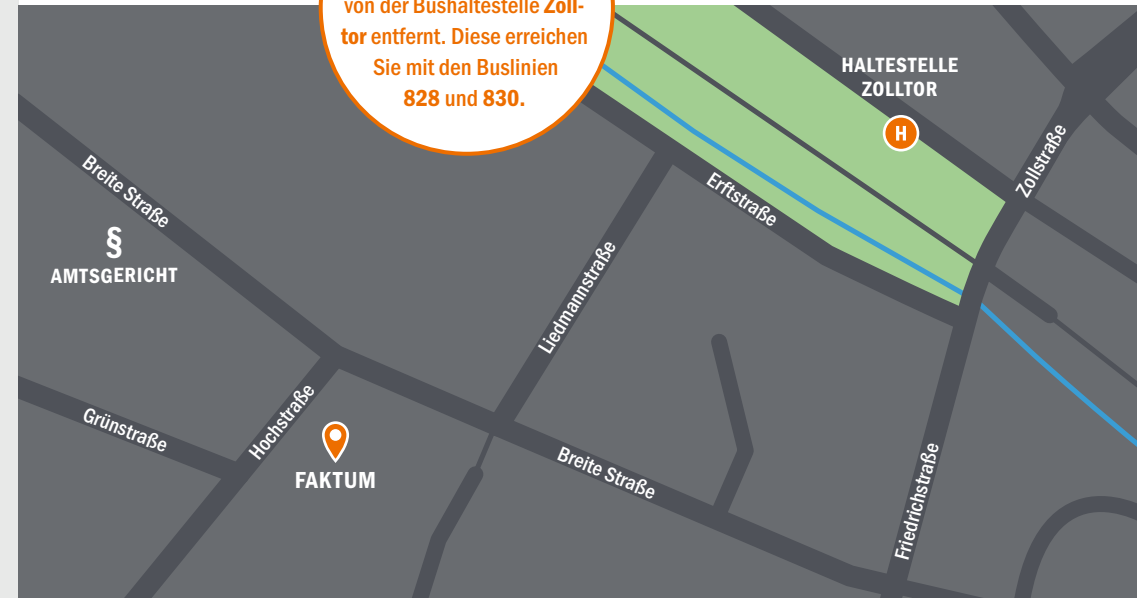 von der Bushaltestelle Zoll-
tor entfernt. Diese erreichen
Sie mit den Buslinien
828 und 830.
HALTESTELLE
ZOLLTOR
H
Zollstraße
Breite Straße
Erftstraße
§
AMTSGERICHT
Liedmannstraße
Hochstraße
Grünstraße
FAKTUM
Breite Straße
Friedrichstraße